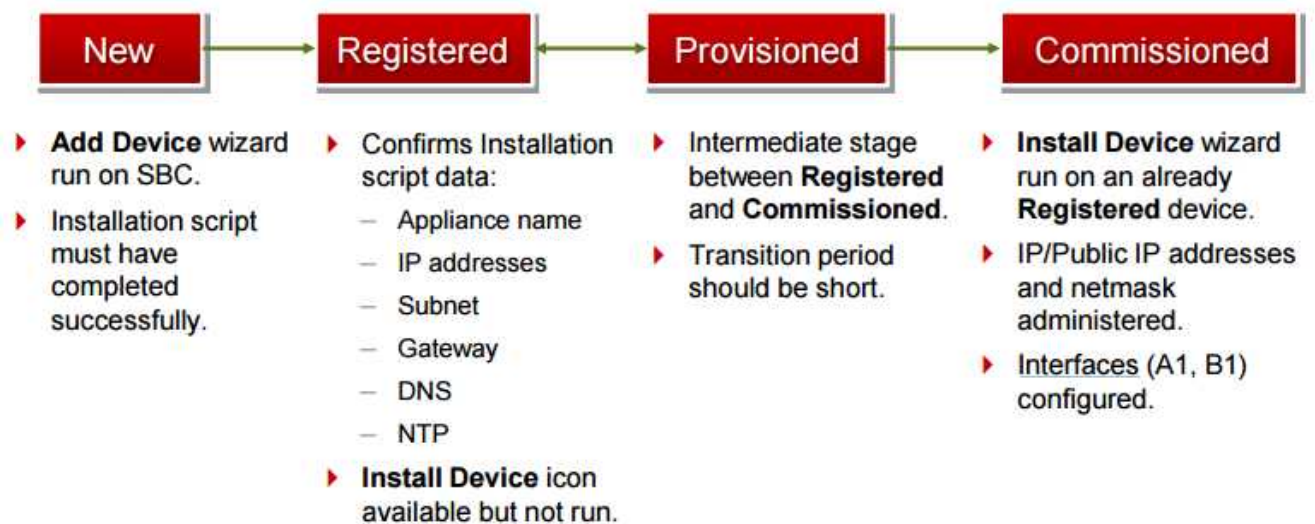 New
Registered
Provisioned
Commissioned
Add Device wizard
run on SBC.
Installation script
must have
completed
successfully.
Confirms Installation
script data:
– Appliance name
– IP addresses
– Subnet
– Gateway
– DNS
– NTP
Install Device icon
available but not run.
Intermediate stage
between Registered
and Commissioned.
Transition period
should be short.
Install Device wizard
run on an already
Registered device.
IP/Public IP addresses
and netmask
administered.
Interfaces (A1, B1)
configured.